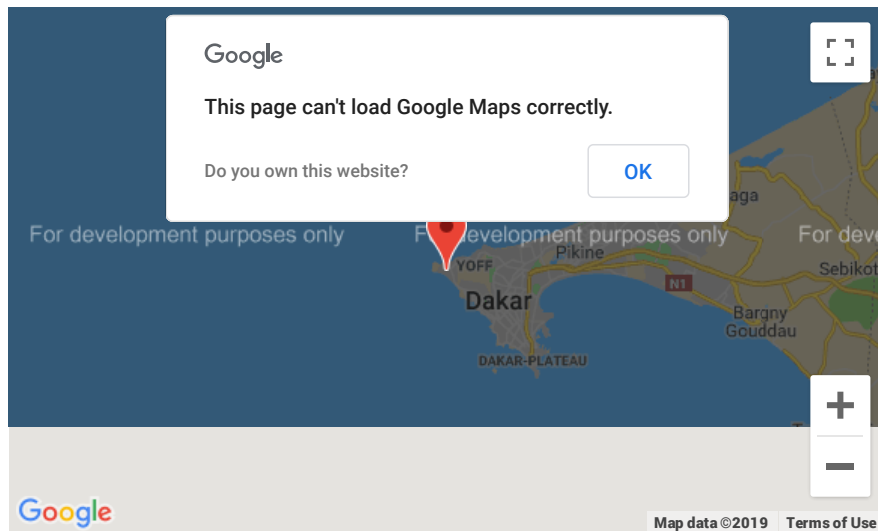 Google
This page can't load Google Maps correctly.
Do you own this website?
OK
aga
For development purposes only
evelopment purposes only
For deve
YOFF
Pikine
Sebikot
N1
Dakar
Bargny
Gouddau
DAKAR-PLATEAU
Google
Map data ©2019
Terms of Use